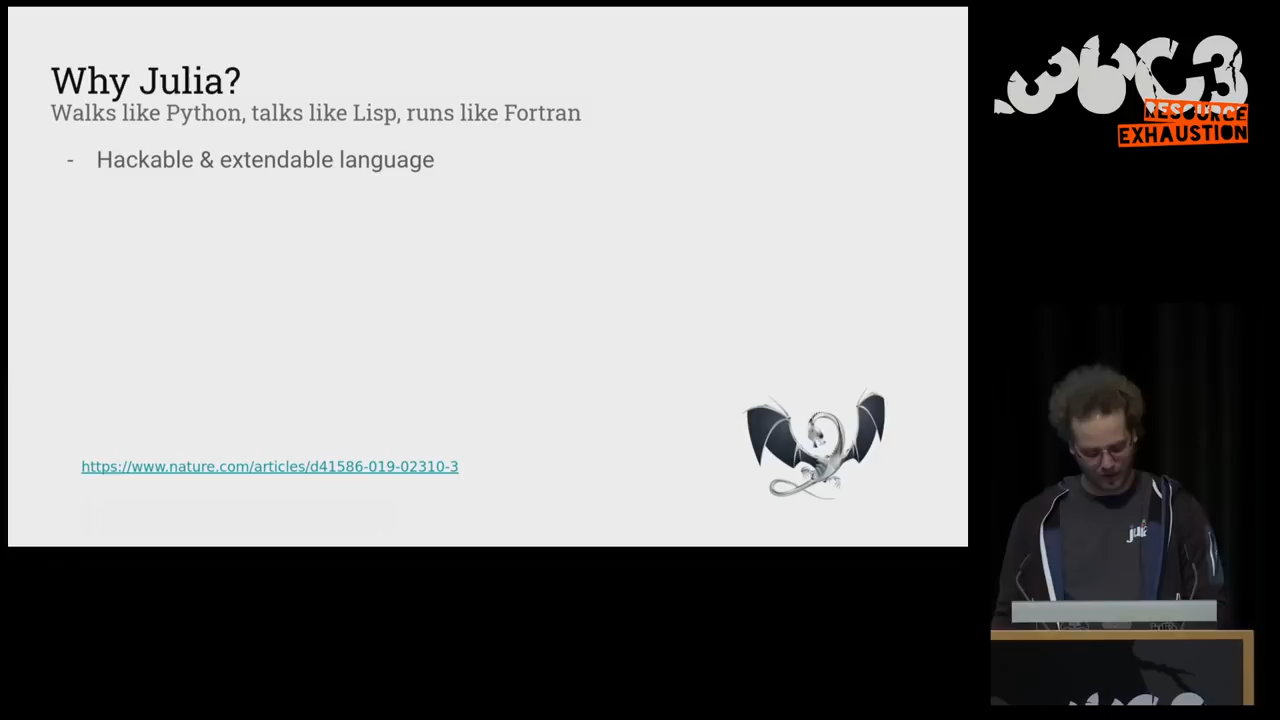 Why Julia?
Walks like Python, talks like Lisp, runs like Fortran
- Hackable & extendable language
https://www.nature.com/articles/d41586-019-02310-3
36C3
RESOURCE
EXHAUSTION